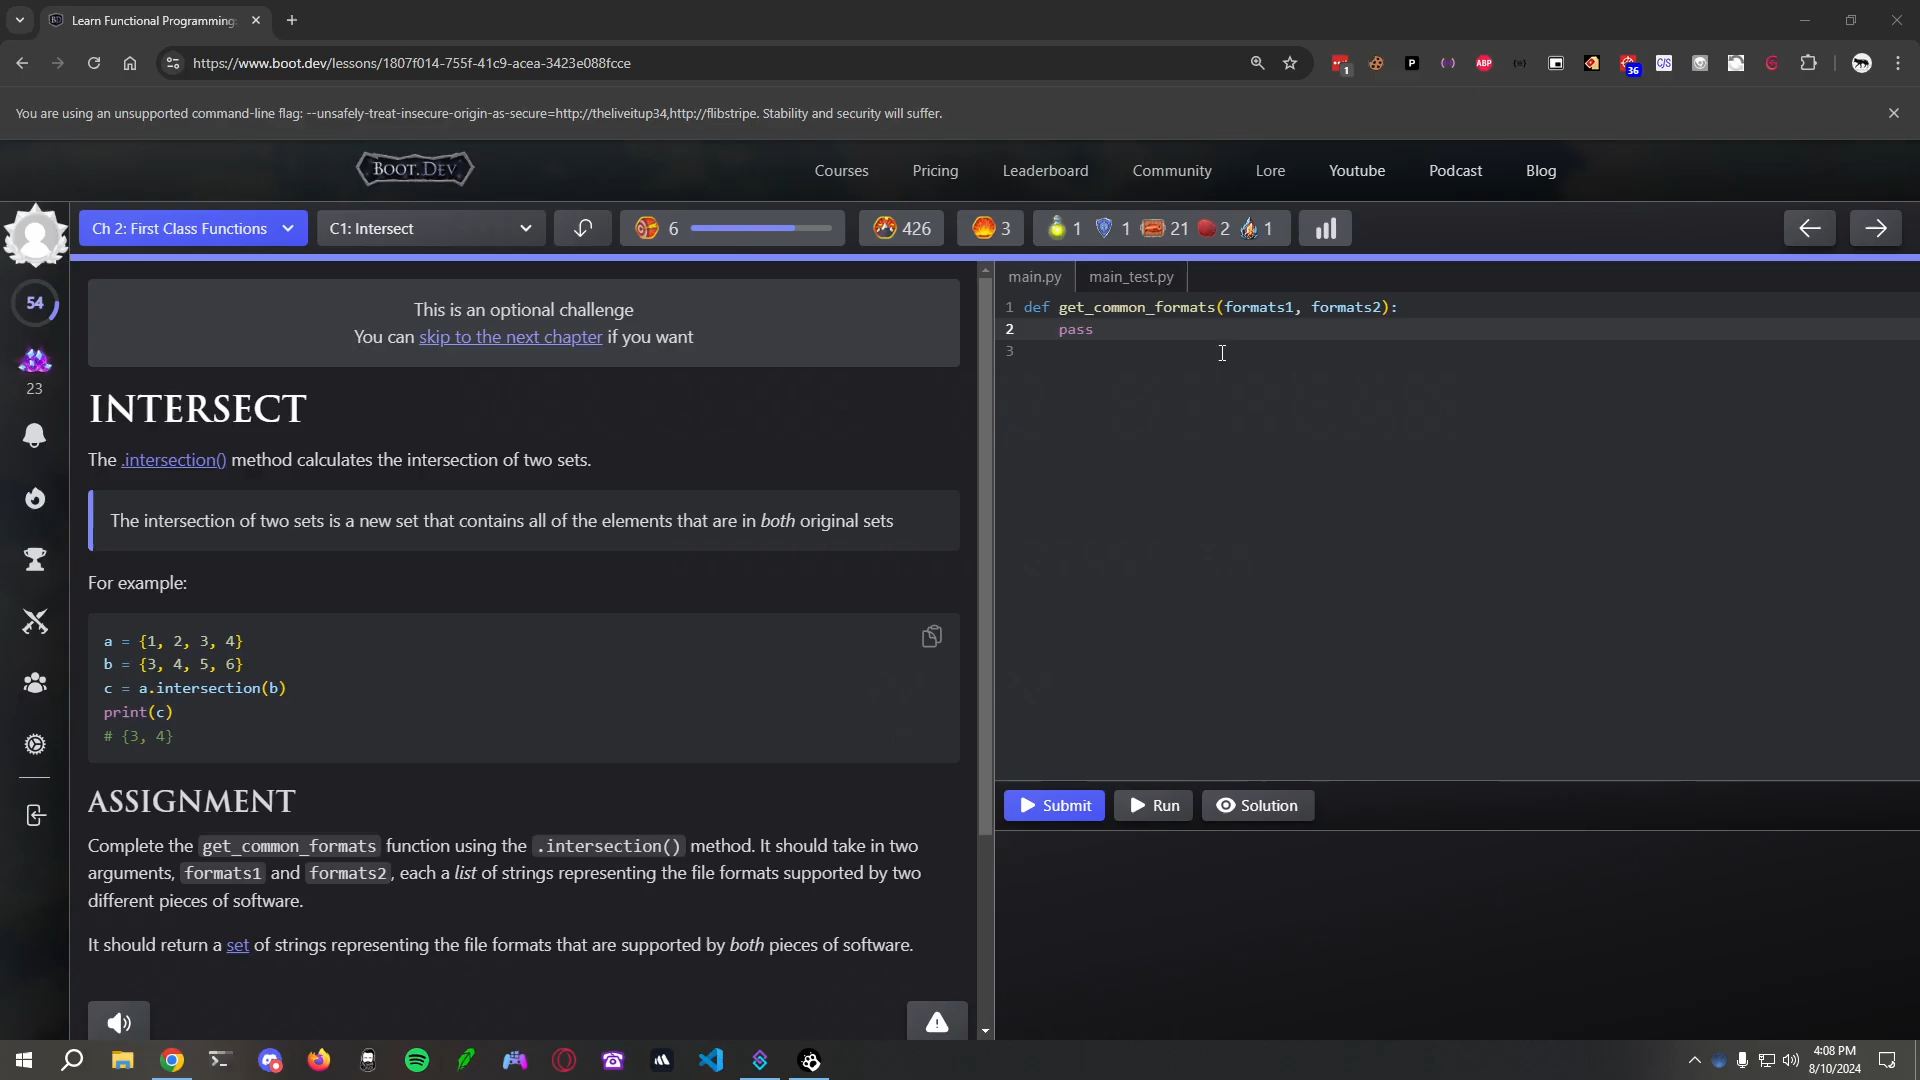 Learn Functional Programming
https://www.boot.dev/lessons/1807f014-755f-41c9-acea-3423e088fcce
1
P
ABP
36
C/S
You are using an unsupported command-line flag: --unsafely-treat-insecure-origin-as-secure=http://theliveitup34,http://flibstripe. Stability and security will suffer.
BOOT.DEV
Courses
Pricing
Leaderboard
Community
Lore
Youtube
Podcast
Blog
Ch 2: First Class Functions
C1: Intersect
6
426
3
1
1
21
2
1
54
23
This is an optional challenge
You can skip to the next chapter if you want
INTERSECT
The .intersection() method calculates the intersection of two sets.
The intersection of two sets is a new set that contains all of the elements that are in both original sets
For example:
a = {1, 2, 3, 4}
b = {3, 4, 5, 6}
c = a.intersection(b)
print(c)
# {3, 4}
ASSIGNMENT
Complete the get_common_formats function using the .intersection() method. It should take in two
arguments, formats1 and formats2, each a list of strings representing the file formats supported by two
different pieces of software.
It should return a set of strings representing the file formats that are supported by both pieces of software.
main.py
main_test.py
1 def get_common_formats(formats1, formats2):
2 pass
3
Submit
Run
Solution
4:08 PM
8/10/2024